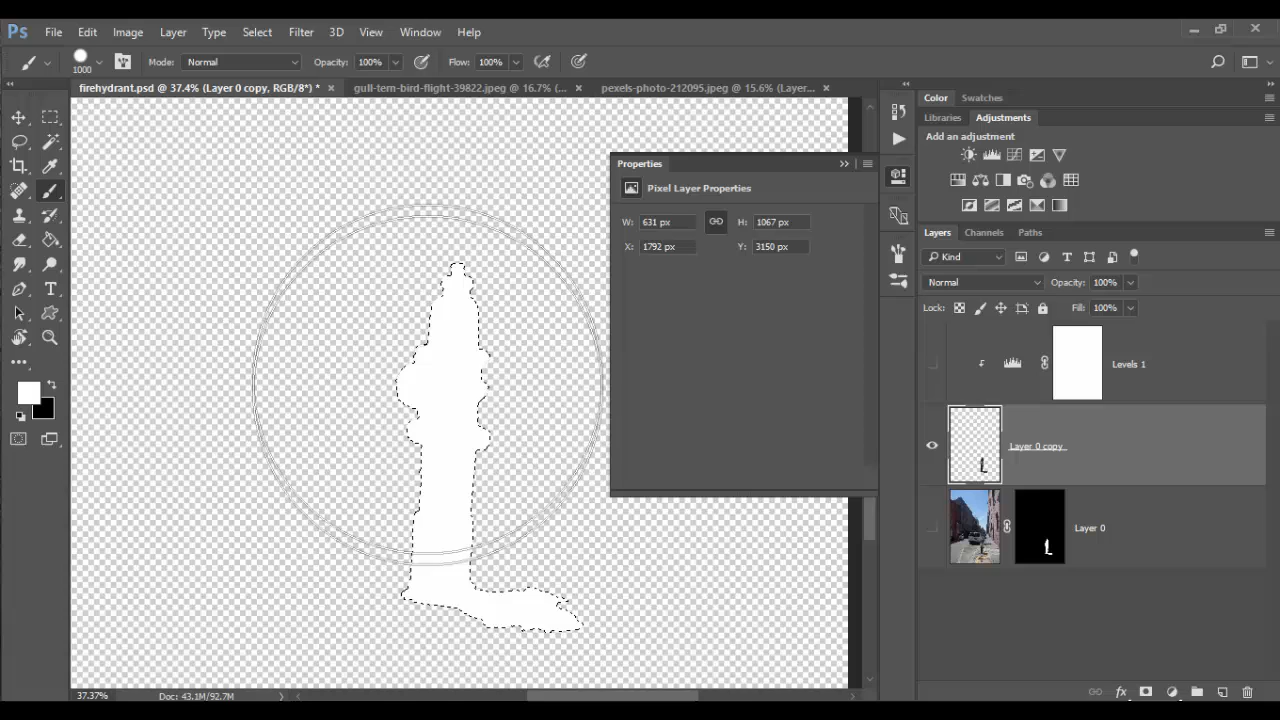 Ps File Edit Image Layer Type Select Filter 3D View Window Help
1000 Mode: Normal Opacity: 100% Flow: 100%
firehydrant.psd @ 37.4% (Layer 0 copy, RGB/8*) * × gull-tern-bird-flight-39822.jpeg @ 16.7% (... × pexels-photo-212095.jpeg @ 15.6% (Layer... ×
Color Swatches
Libraries Adjustments
Add an adjustment
Properties
Pixel Layer Properties
W: 631 px H: 1067 px
X: 1792 px Y: 3150 px
Layers Channels Paths
Kind
Normal Opacity: 100%
Lock: Fill: 100%
Levels 1
Layer 0 copy
Layer 0
37.37% Doc: 43.1M/92.7M
fx